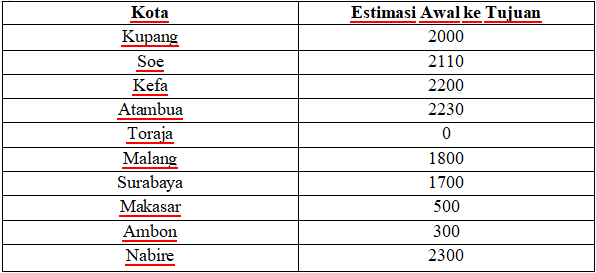 Kota Estimasi Awal ke Tujuan
Kupang 2000
Soe 2110
Kefa 2200
Atambua 2230
Toraja 0
Malang 1800
Surabaya 1700
Makasar 500
Ambon 300
Nabire 2300